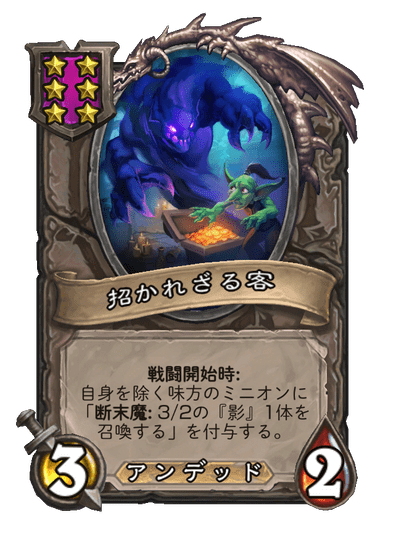 招かれざる客
戦闘開始時:
自身を除く味方のミニオンに
「断末魔: 3/2の『影』1体を
召喚する」を付与する。
3
アンデッド
2